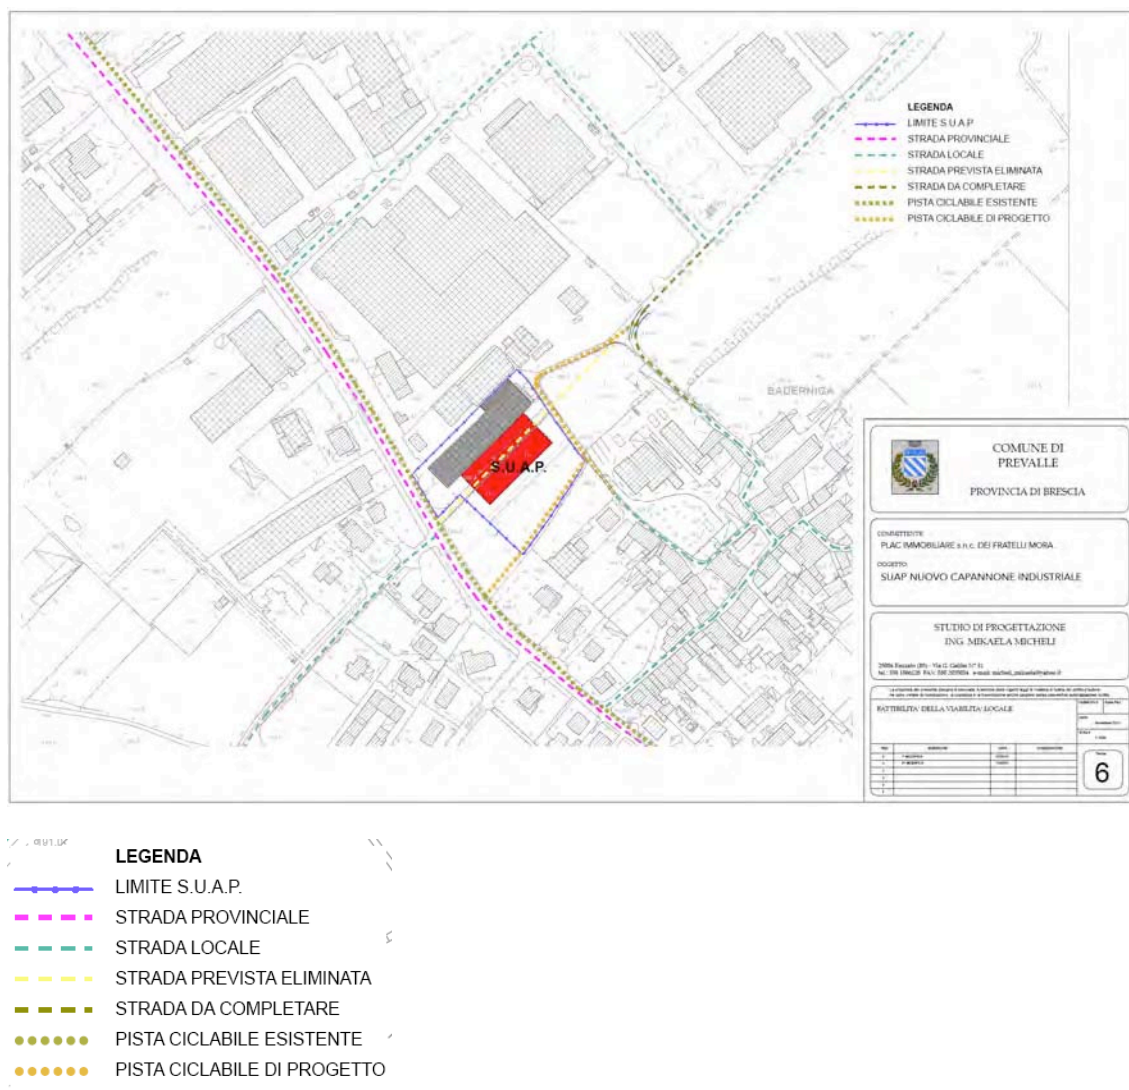 LEGENDA
LIMITE S.U.A.P
STRADA PROVINCIALE
STRADA LOCALE
STRADA PREVISTA ELIMINATA
STRADA DA COMPLETARE
PISTA CICLABILE ESISTENTE
PISTA CICLABILE DI PROGETTO
BADERNIGA
S.U.A.P.
COMUNE DI
PREVALLE
PROVINCIA DI BRESCIA
COMMITTENTE
PLAC IMMOBILIARE s.n.c. DEI FRATELLI MORA
OGGETTO
SUAP NUOVO CAPANNONE INDUSTRIALE
STUDIO DI PROGETTAZIONE
ING. MIKAELA MICHELI
FATTIBILITA' DELLA VIABILITA' LOCALE
6
LEGENDA
LIMITE S.U.A.P.
STRADA PROVINCIALE
STRADA LOCALE
STRADA PREVISTA ELIMINATA
STRADA DA COMPLETARE
PISTA CICLABILE ESISTENTE
PISTA CICLABILE DI PROGETTO